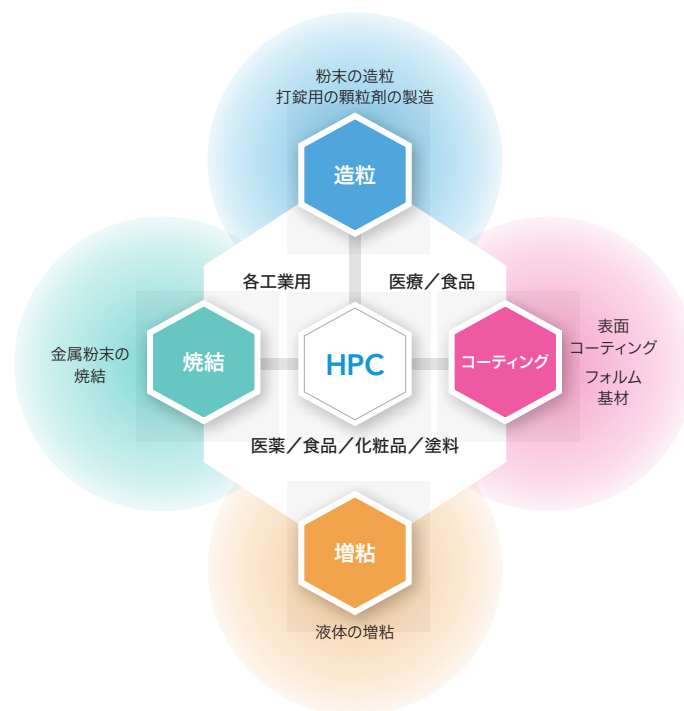 粉末の造粒
打錠用の顆粒剤の製造
造粒
各工業用
医療／食品
金属粉末の
焼結
焼結
HPC
コーティング
表面
コーティング
フォルム
基材
医薬／食品／化粧品／塗料
増粘
液体の増粘